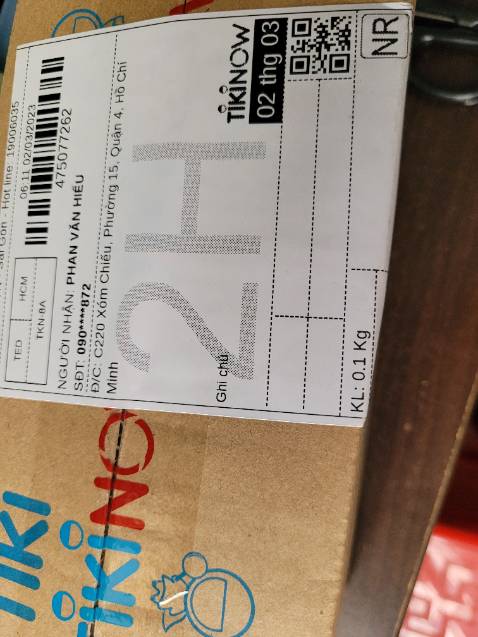 Sài Gòn - Hot line: 19006035
TED
HCM
TKN-BA
06:11 02/03/2023
475077262
NGƯỜI NHẬN: PHAN VĂN HIẾU
SĐT: 090****872
Đ/C: C220 Xóm Chiếu, Phường 15, Quận 4, Hồ Chí
Minh
2H
Ghi chú:
TIKINOW
02 thg 03
KL: 0.1 Kg
NR
TIKI
TIKINO